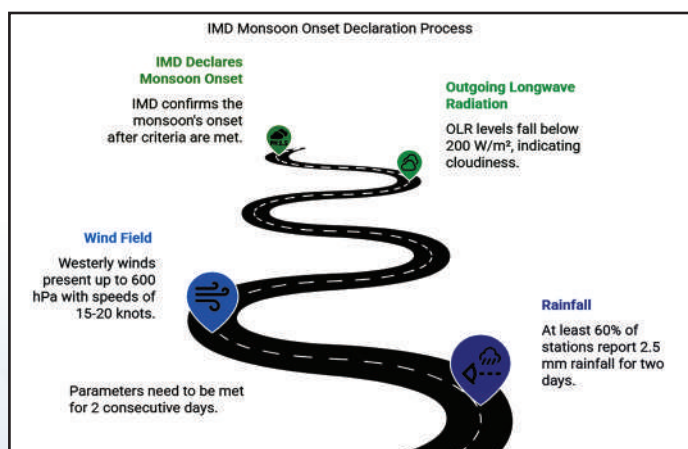 IMD Monsoon Onset Declaration Process
IMD Declares
Monsoon Onset
IMD confirms the
monsoon's onset
after criteria are met.
Outgoing Longwave
Radiation
OLR levels fall below
200 W/m², indicating
cloudiness.
PM2.5
Wind Field
Westerly winds
present up to 600
hPa with speeds of
15-20 knots.
Rainfall
At least 60% of
stations report 2.5
mm rainfall for two
days.
Parameters need to be met
for 2 consecutive days.